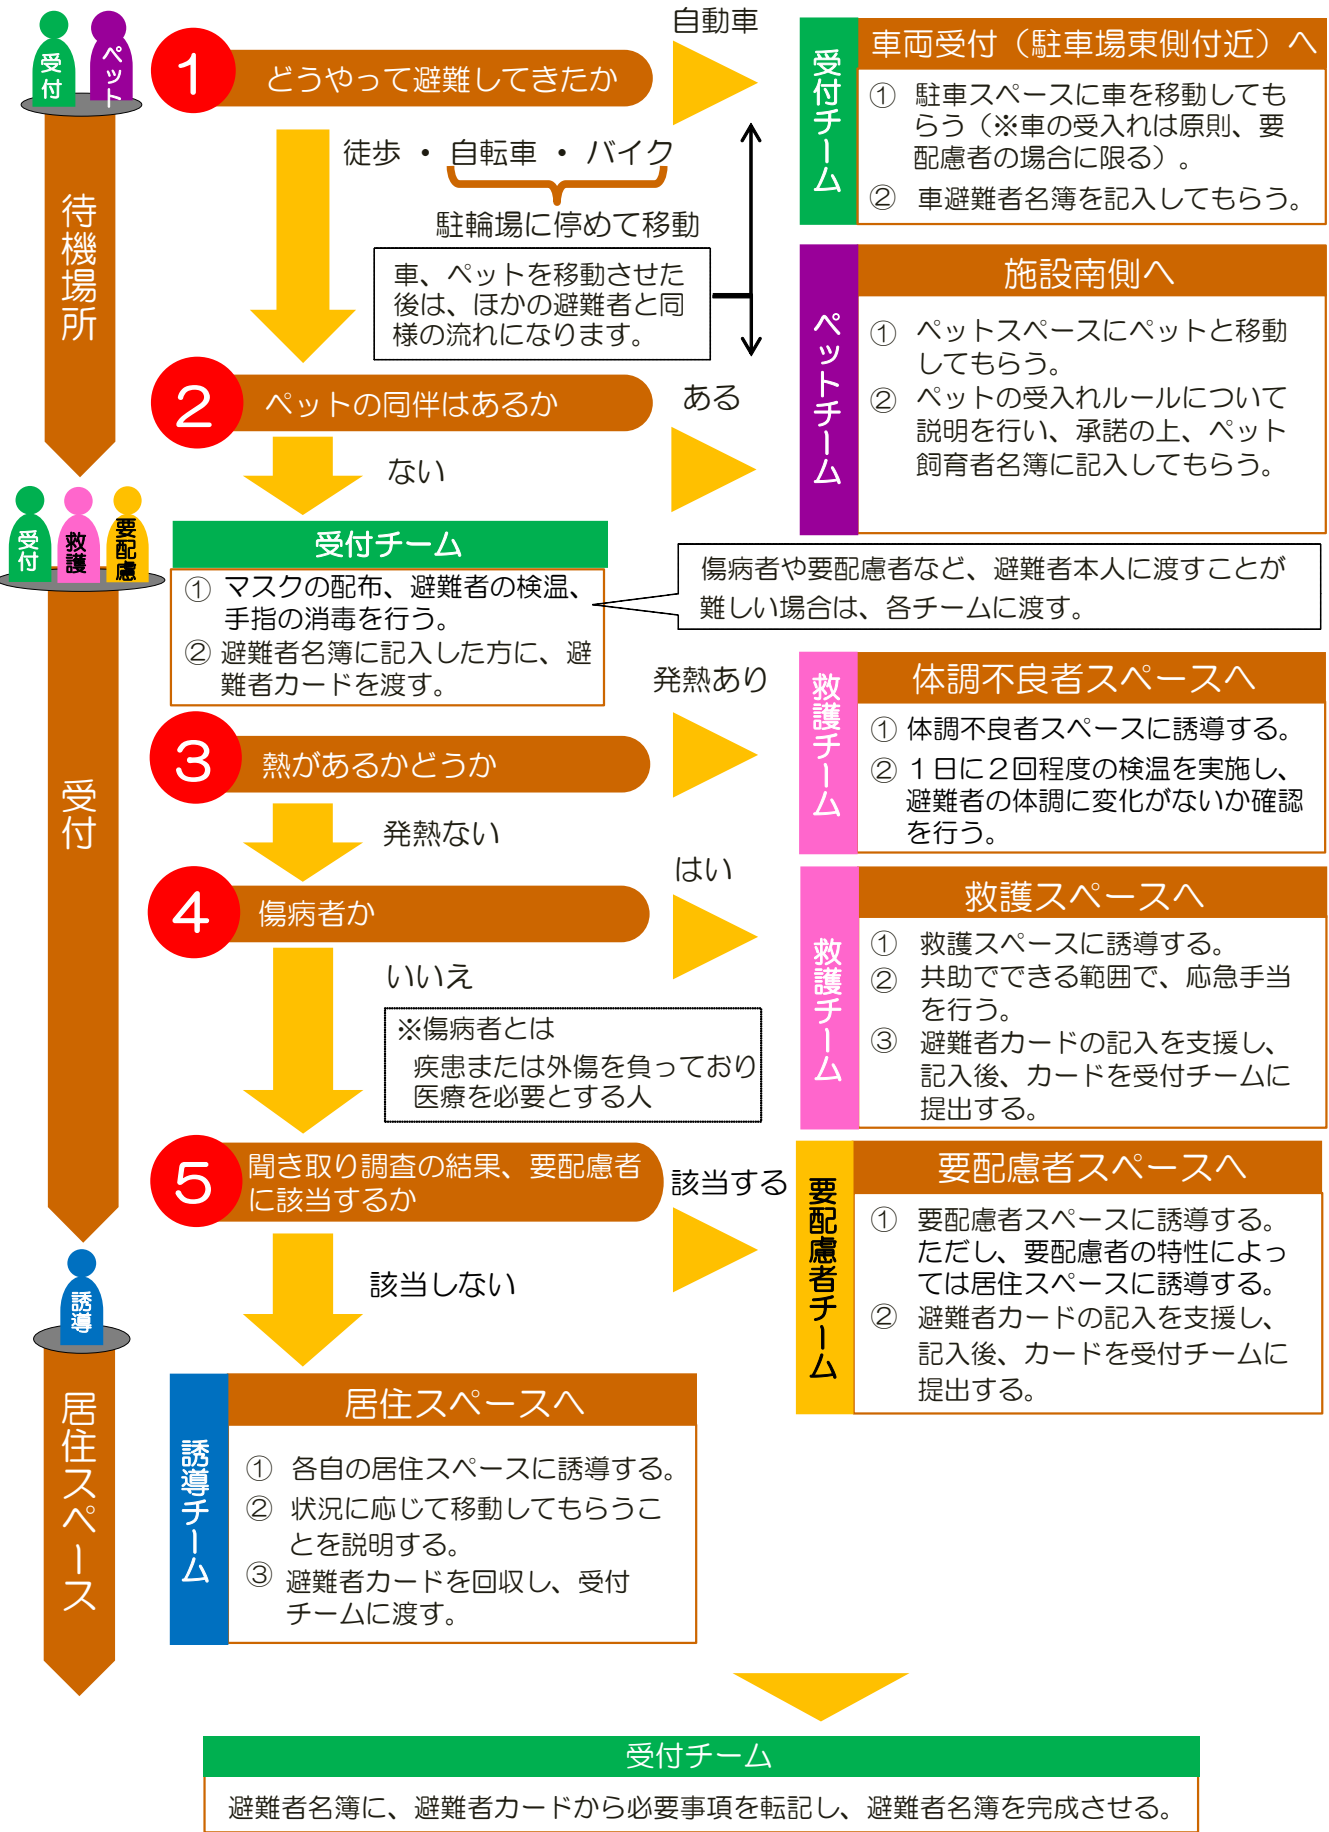 受付
ペット
待機場所
1
どうやって避難してきたか
自動車
徒歩 ・ 自転車 ・ バイク
駐輪場に停めて移動
車、ペットを移動させた
後は、ほかの避難者と同
様の流れになります。
受付チーム
車両受付（駐車場東側付近）へ
① 駐車スペースに車を移動しても
らう（※車の受入れは原則、要
配慮者の場合に限る）。
② 車避難者名簿を記入してもらう。
2
ペットの同伴はあるか
ある
ない
ペットチーム
施設南側へ
① ペットスペースにペットと移動
してもらう。
② ペットの受入れルールについて
説明を行い、承諾の上、ペット
飼育者名簿に記入してもらう。
受付
救護
要配慮
受付
受付チーム
① マスクの配布、避難者の検温、
手指の消毒を行う。
② 避難者名簿に記入した方に、避
難者カードを渡す。
傷病者や要配慮者など、避難者本人に渡すことが
難しい場合は、各チームに渡す。
3
熱があるかどうか
発熱あり
発熱ない
救護チーム
体調不良者スペースへ
① 体調不良者スペースに誘導する。
② １日に２回程度の検温を実施し、
避難者の体調に変化がないか確認
を行う。
4
傷病者か
はい
いいえ
※傷病者とは
疾患または外傷を負っており
医療を必要とする人
救護チーム
救護スペースへ
① 救護スペースに誘導する。
② 共助でできる範囲で、応急手当
を行う。
③ 避難者カードの記入を支援し、
記入後、カードを受付チームに
提出する。
5
聞き取り調査の結果、要配慮者
に該当するか
該当する
該当しない
要配慮者チーム
要配慮者スペースへ
① 要配慮者スペースに誘導する。
ただし、要配慮者の特性によっ
ては居住スペースに誘導する。
② 避難者カードの記入を支援し、
記入後、カードを受付チームに
提出する。
誘導
居住スペース
誘導チーム
居住スペースへ
① 各自の居住スペースに誘導する。
② 状況に応じて移動してもらうこ
とを説明する。
③ 避難者カードを回収し、受付
チームに渡す。
受付チーム
避難者名簿に、避難者カードから必要事項を転記し、避難者名簿を完成させる。